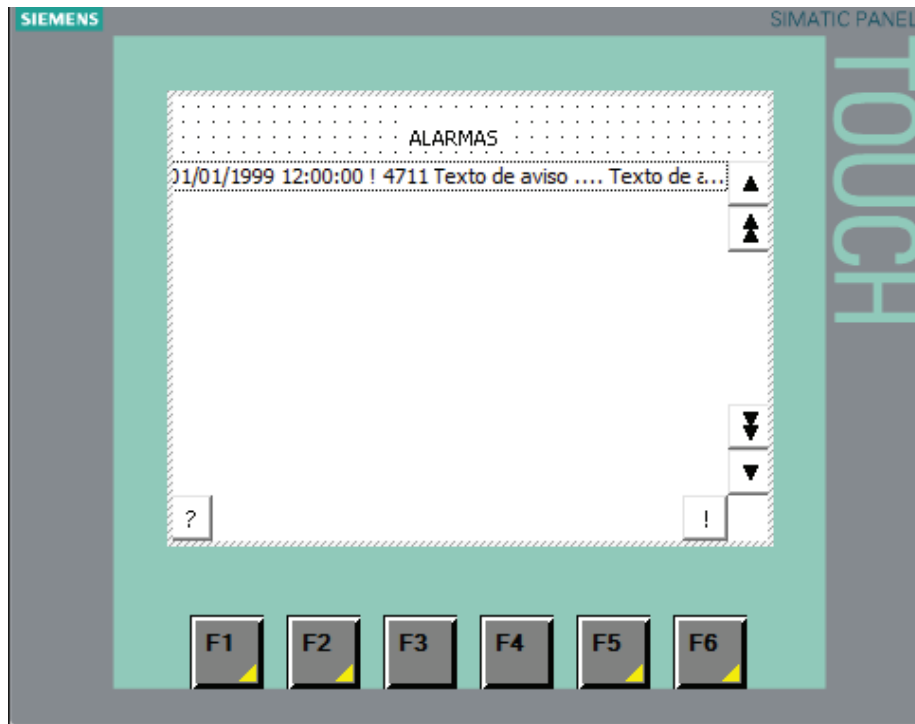 SIEMENS
SIMATIC PANEL
TOUCH
ALARMAS
01/01/1999 12:00:00 ! 4711 Texto de aviso .... Texto de a...
?
!
F1
F2
F3
F4
F5
F6